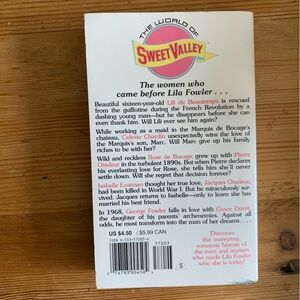 THE WORLD OF
SWEET VALLEY
The women who
came before Lila Fowler . . .
Beautiful sixteen-year-old Lili de Beautemps is rescued
from the guillotine during the French Revolution by a
dashing young man—but he disappears before she can
even thank him. Will Lili ever see him again?
While working as a maid in the Marquis de Bocage's
chateau, Celeste Chardin unexpectedly wins the love of
the Marquis's son, Marc. Will Marc give up his family
riches to be with her?
Wild and reckless Rose de Bocage grew up with Pierre
Oiseleur in the turbulent 1890s. But when Pierre declares
his everlasting love for Rose, she tells him she is never
settling down. Will she regret that decision forever?
Isabelle Eastman thought her true love, Jacques Oiseleur,
had been killed in World War I. But he miraculously sur-
vived. Jacques returns to Isabelle—only to learn she has
married his best friend.
In 1968, George Fowler falls in love with Grace Doret,
the daughter of his parents' archenemies. Against all
odds, he must transform into the man of her dreams. . . .
US $4.50 / $5.99 CAN
57003
S
Discover
the sweeping,
romantic history of the
men and women
who made Lila Fowler
who she is today!